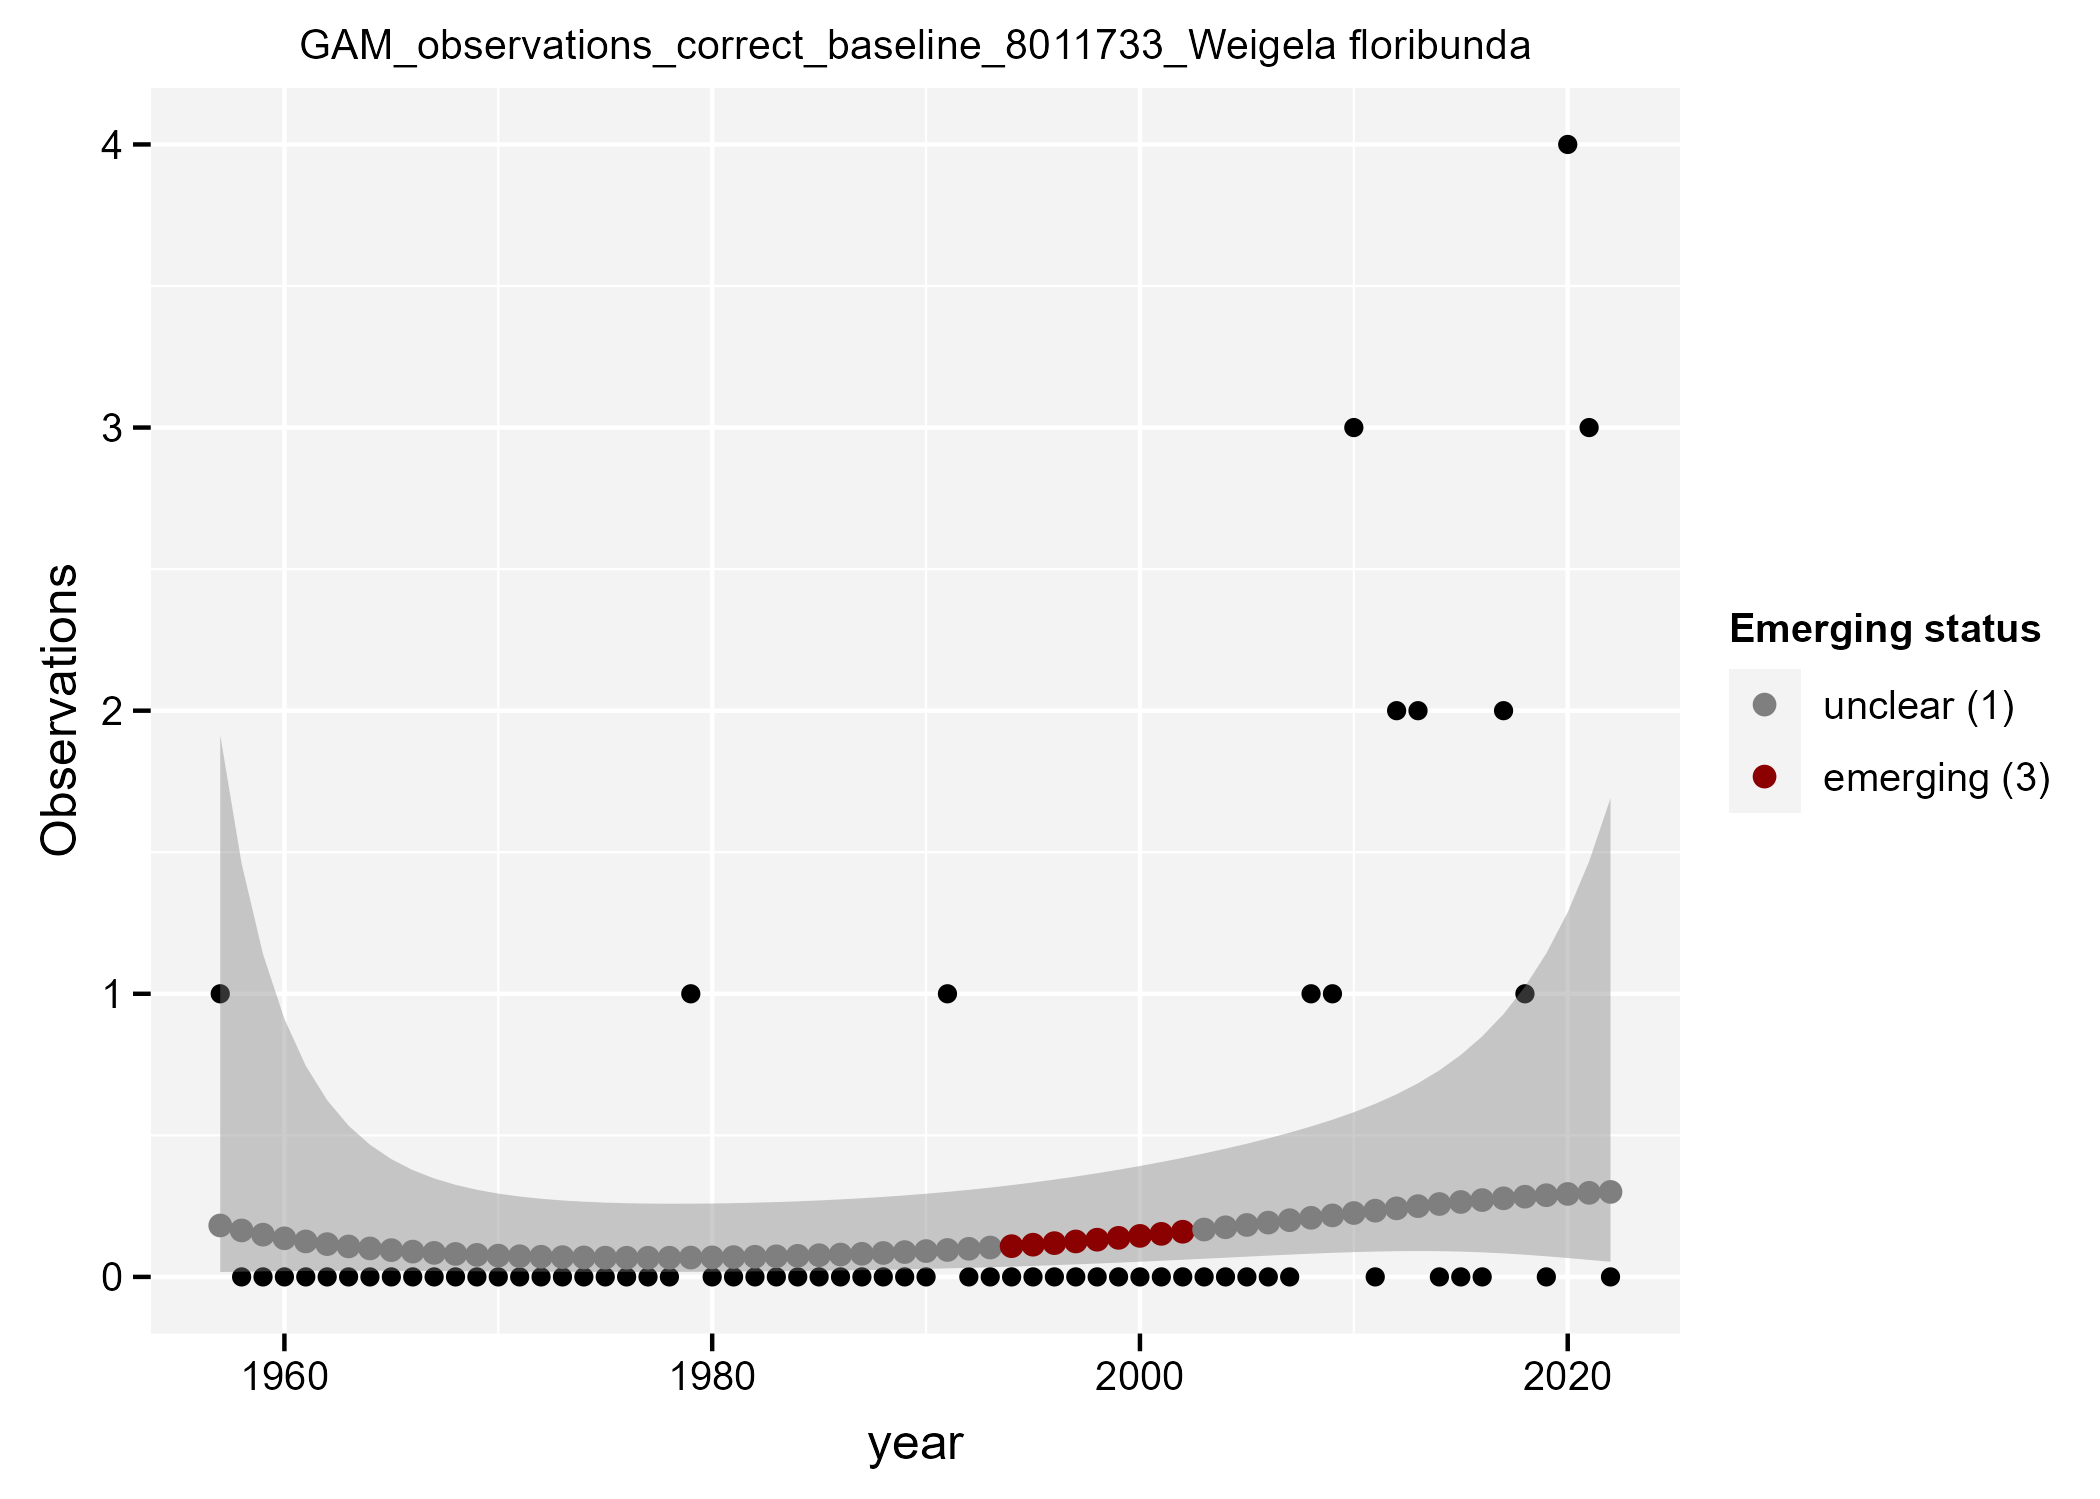 GAM_observations_correct_baseline_8011733_Weigela floribunda
4
3
2
1
0
Observations
1960 1980 2000 2020
year
Emerging status
unclear (1)
emerging (3)